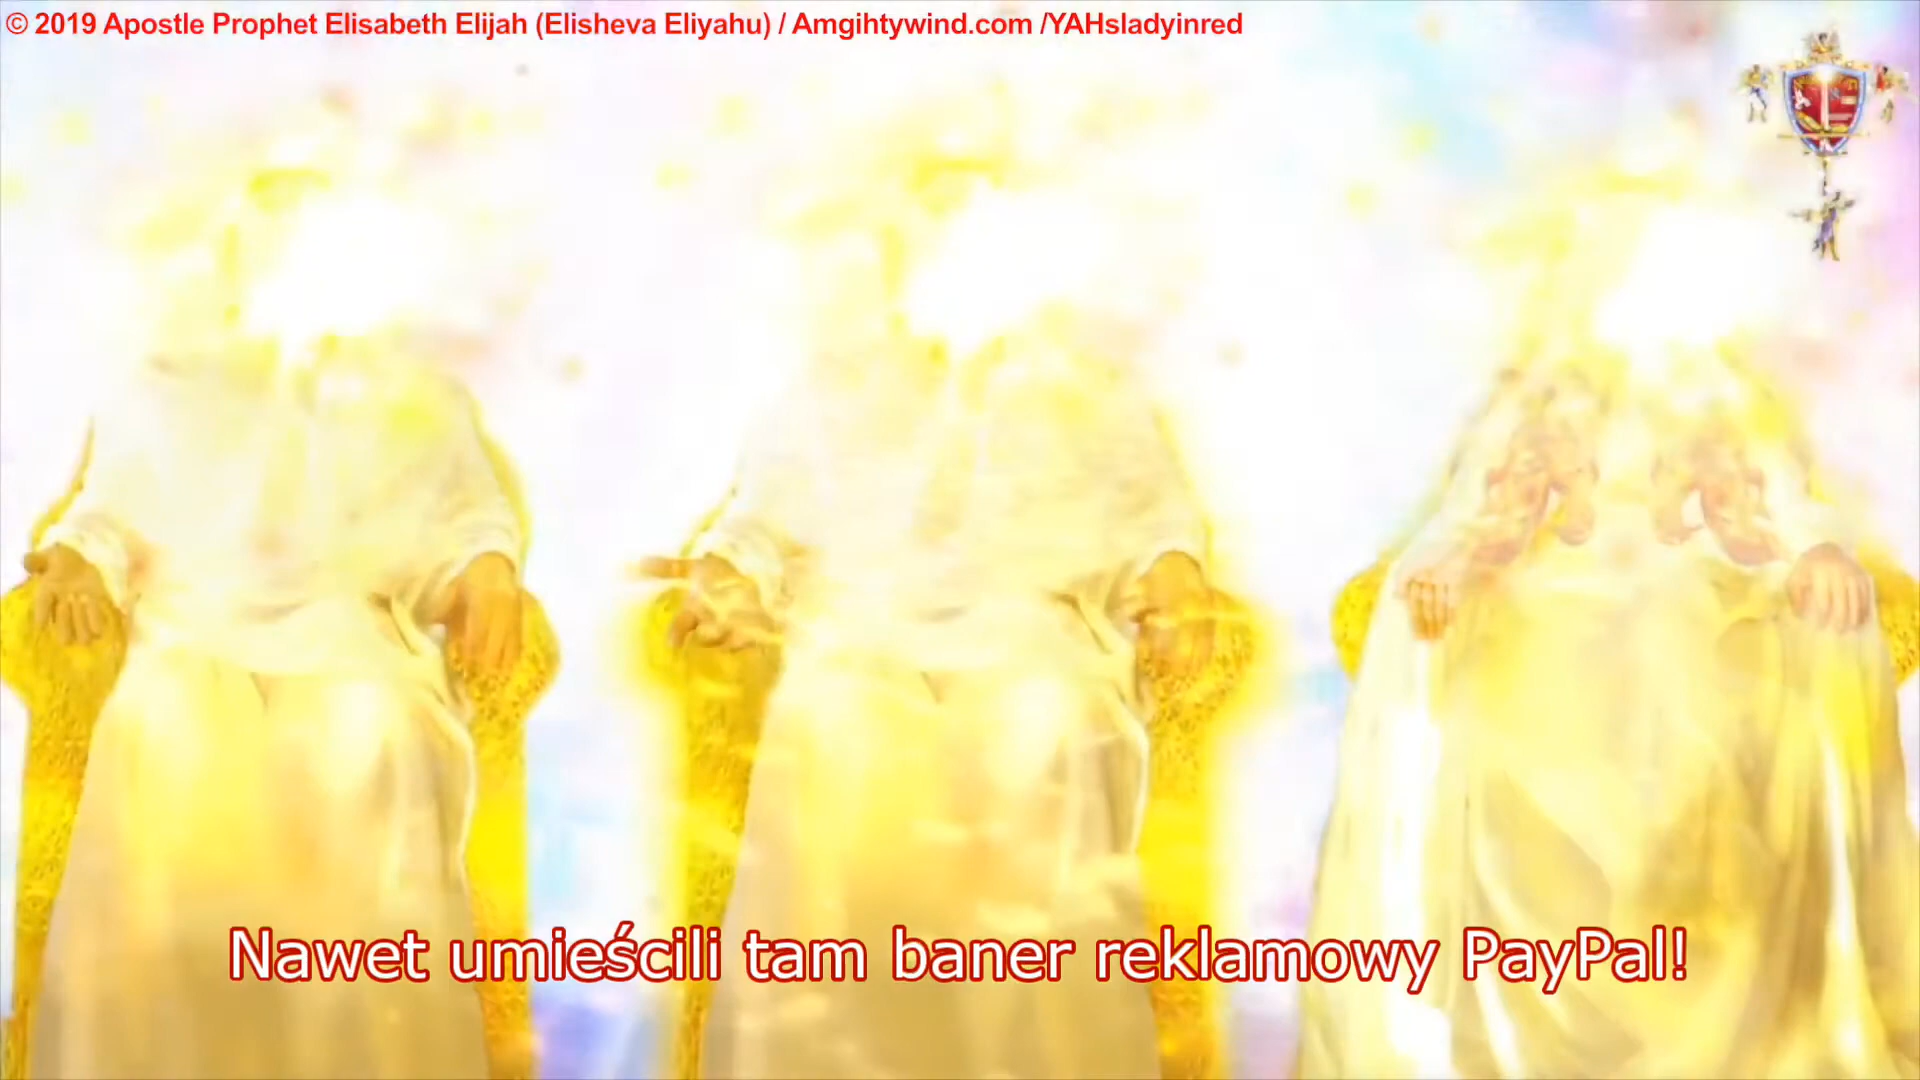 © 2019 Apostle Prophet Elisabeth Elijah (Elisheva Eliyahu) / Amgihtywind.com /YAHsladyinred
Nawet umieścili tam baner reklamowy PayPal!